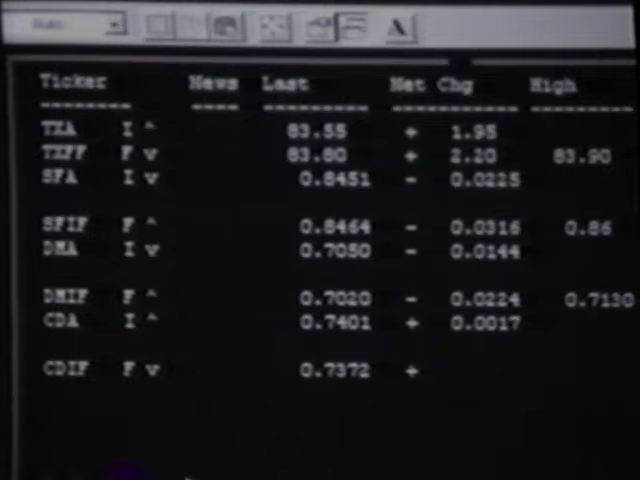 Auto A
Ticker News Last Net Chg High
-------- ---- --------- ----------- ---------
TXA I ^ 83.55 + 1.95
TXFF F v 83.80 + 2.20 83.90
SFA I v 0.8451 - 0.0225
SFIF F ^ 0.8464 - 0.0316 0.86
DMA I v 0.7050 - 0.0144
DMIF F ^ 0.7020 - 0.0224 0.7130
CDA I ^ 0.7401 + 0.0017
CDIF F v 0.7372 +